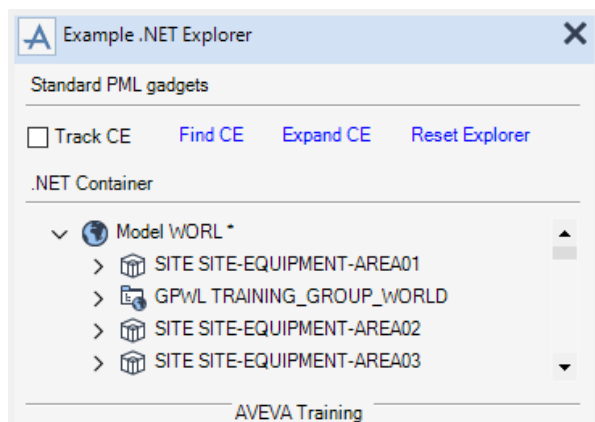 Example .NET Explorer
Standard PML gadgets
Track CE Find CE Expand CE Reset Explorer
.NET Container
Model WORL *
SITE SITE-EQUIPMENT-AREA01
GPWL TRAINING_GROUP_WORLD
SITE SITE-EQUIPMENT-AREA02
SITE SITE-EQUIPMENT-AREA03
AVEVA Training